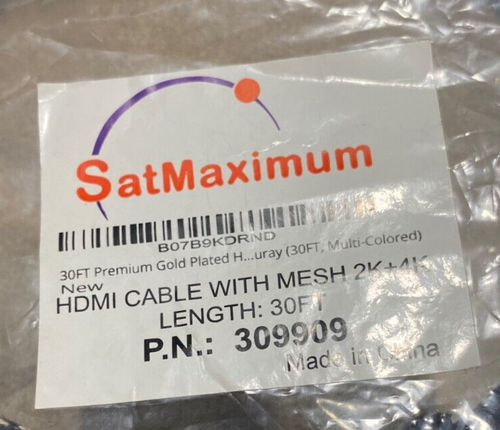 SatMaximum
B07B9KDRND
30FT Premium Gold Plated H...uray (30FT, Multi-Colored)
New
HDMI CABLE WITH MESH 2K+4K
LENGTH: 30FT
P.N.: 309909
Made in China